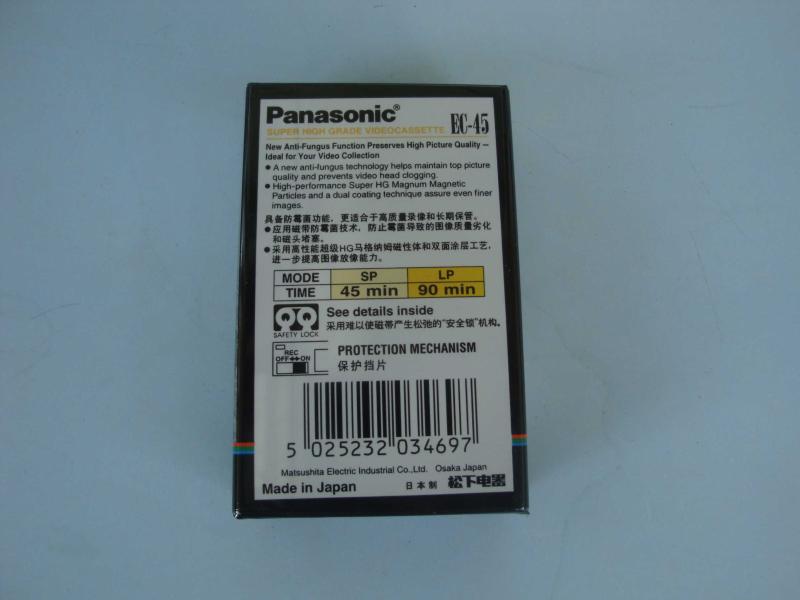 Panasonic®
SUPER HIGH GRADE VIDEOCASSETTE EC-45
New Anti-Fungus Function Preserves High Picture Quality –
Ideal for Your Video Collection
● A new anti-fungus technology helps maintain top picture
quality and prevents video head clogging.
● High-performance Super HG Magnum Magnetic
Particles and a dual coating technique assure even finer
images.
具备防霉菌功能，更适合于高质量录像和长期保管。
● 应用磁带防霉菌技术，防止霉菌导致的图像质量劣化
和磁头堵塞。
● 采用高性能超级HG马格纳姆磁性体和双面涂层工艺，
进一步提高图像放像能力。
MODE SP LP
TIME 45 min 90 min
See details inside
采用难以使磁带产生松弛的“安全锁”机构。
SAFETY LOCK
REC
OFF↔ON
PROTECTION MECHANISM
保护挡片
5 025232 034697
Matsushita Electric Industrial Co.,Ltd. Osaka Japan
Made in Japan 日本制 松下电器